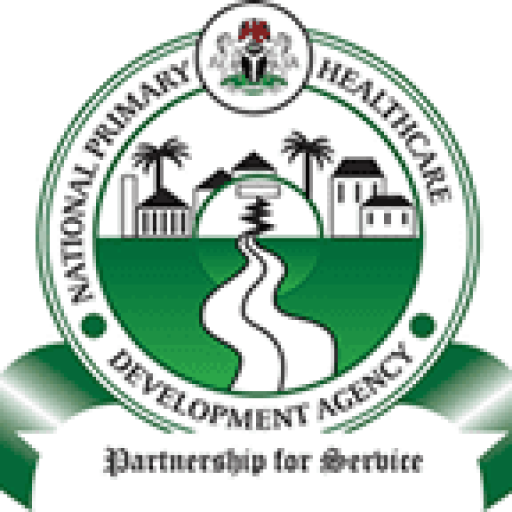 NATIONAL PRIMARY HEALTHCARE
DEVELOPMENT AGENCY
Partnership for Service